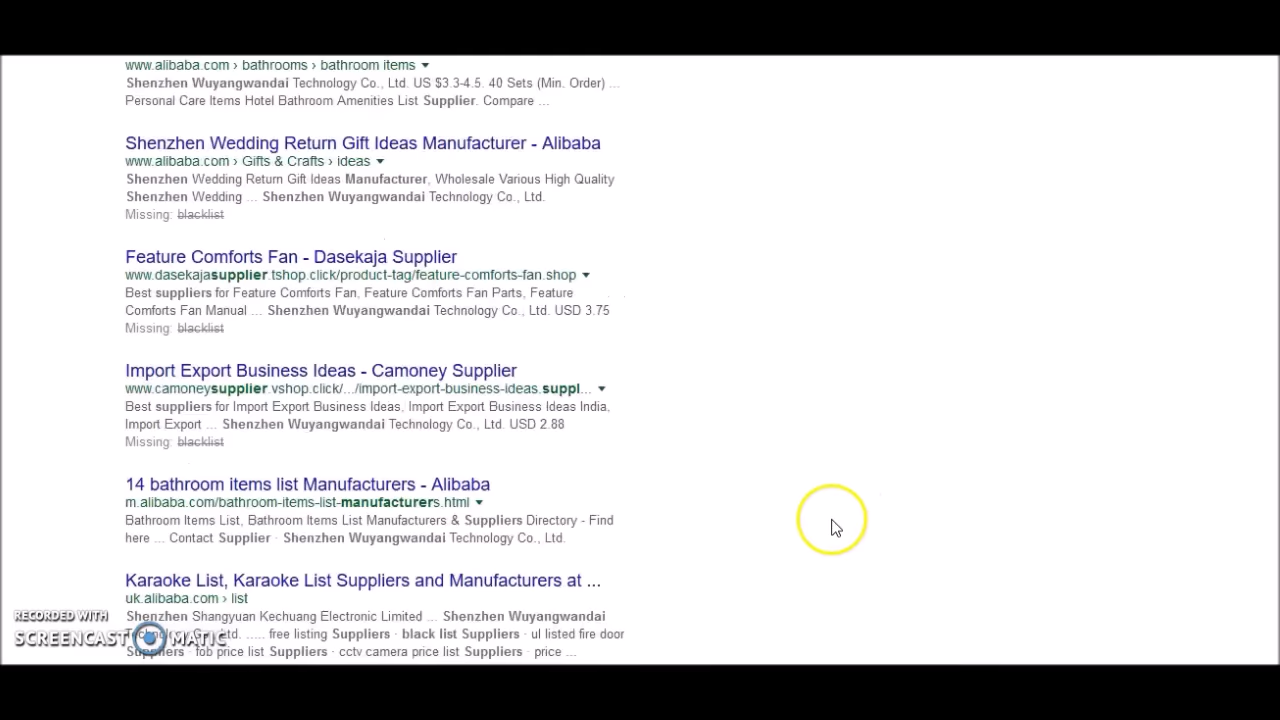 www.alibaba.com › bathrooms › bathroom items
Shenzhen Wuyangwandai Technology Co., Ltd. US $3.3-4.5. 40 Sets (Min. Order) ...
Personal Care Items Hotel Bathroom Amenities List Supplier. Compare ...
Shenzhen Wedding Return Gift Ideas Manufacturer - Alibaba
www.alibaba.com › Gifts & Crafts › ideas
Shenzhen Wedding Return Gift Ideas Manufacturer, Wholesale Various High Quality
Shenzhen Wedding ... Shenzhen Wuyangwandai Technology Co., Ltd.
Missing: blacklist
Feature Comforts Fan - Dasekaja Supplier
www.dasekajasupplier.tshop.click/product-tag/feature-comforts-fan.shop
Best suppliers for Feature Comforts Fan, Feature Comforts Fan Parts, Feature
Comforts Fan Manual ... Shenzhen Wuyangwandai Technology Co., Ltd. USD 3.75
Missing: blacklist
Import Export Business Ideas - Camoney Supplier
www.camoneysupplier.vshop.click/.../import-export-business-ideas.suppl...
Best suppliers for Import Export Business Ideas, Import Export Business Ideas India,
Import Export ... Shenzhen Wuyangwandai Technology Co., Ltd. USD 2.88
Missing: blacklist
14 bathroom items list Manufacturers - Alibaba
m.alibaba.com/bathroom-items-list-manufacturers.html
Bathroom Items List, Bathroom Items List Manufacturers & Suppliers Directory - Find
here ... Contact Supplier · Shenzhen Wuyangwandai Technology Co., Ltd.
Karaoke List, Karaoke List Suppliers and Manufacturers at ...
uk.alibaba.com › list
Shenzhen Shangyuan Kechuang Electronic Limited ... Shenzhen Wuyangwandai
Ltd. ..... free listing Suppliers · black list Suppliers · ul listed fire door
Suppliers · fob price list Suppliers · cctv camera price list Suppliers · price ...
RECORDED WITH
SCREENCAST MATIC